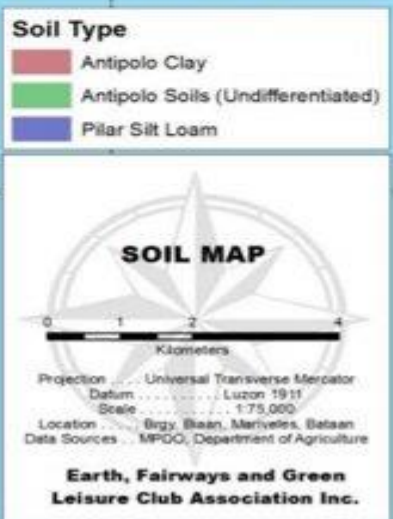 Soil Type
Antipolo Clay
Antipolo Soils (Undifferentiated)
Pilar Silt Loam
SOIL MAP
0 1 2 4
Kilometers
Projection . . . . . Universal Transverse Mercator
Datum . . . . . . . . . . Luzon 1911
Scale . . . . . . . . . . 1:75,000
Location . . . . . Brgy. Biaan, Mariveles, Bataan
Data Sources . . MPDO, Department of Agriculture
Earth, Fairways and Green
Leisure Club Association Inc.